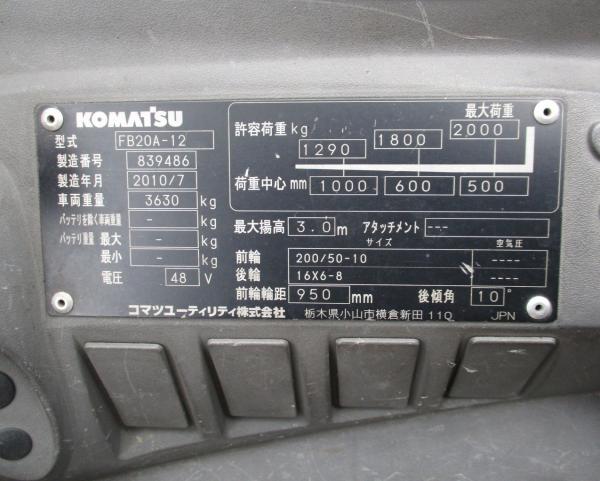 KOMATSU
型式 FB20A-12
製造番号 839486
製造年月 2010/7
車両重量 3630 kg
バッテリを除く車両重量 - kg
バッテリ重量 最大 - kg
最小 - kg
電圧 48 V
最大荷重
許容荷重 kg 1290 1800 2000
荷重中心 mm 1000 600 500
最大揚高 3.0 m アタッチメント ---
サイズ 空気圧
前輪 200/50-10 ----
後輪 16X6-8 ----
前輪輪距 950 mm 後傾角 10°
コマツユーティリティ株式会社 栃木県小山市横倉新田 110 JPN